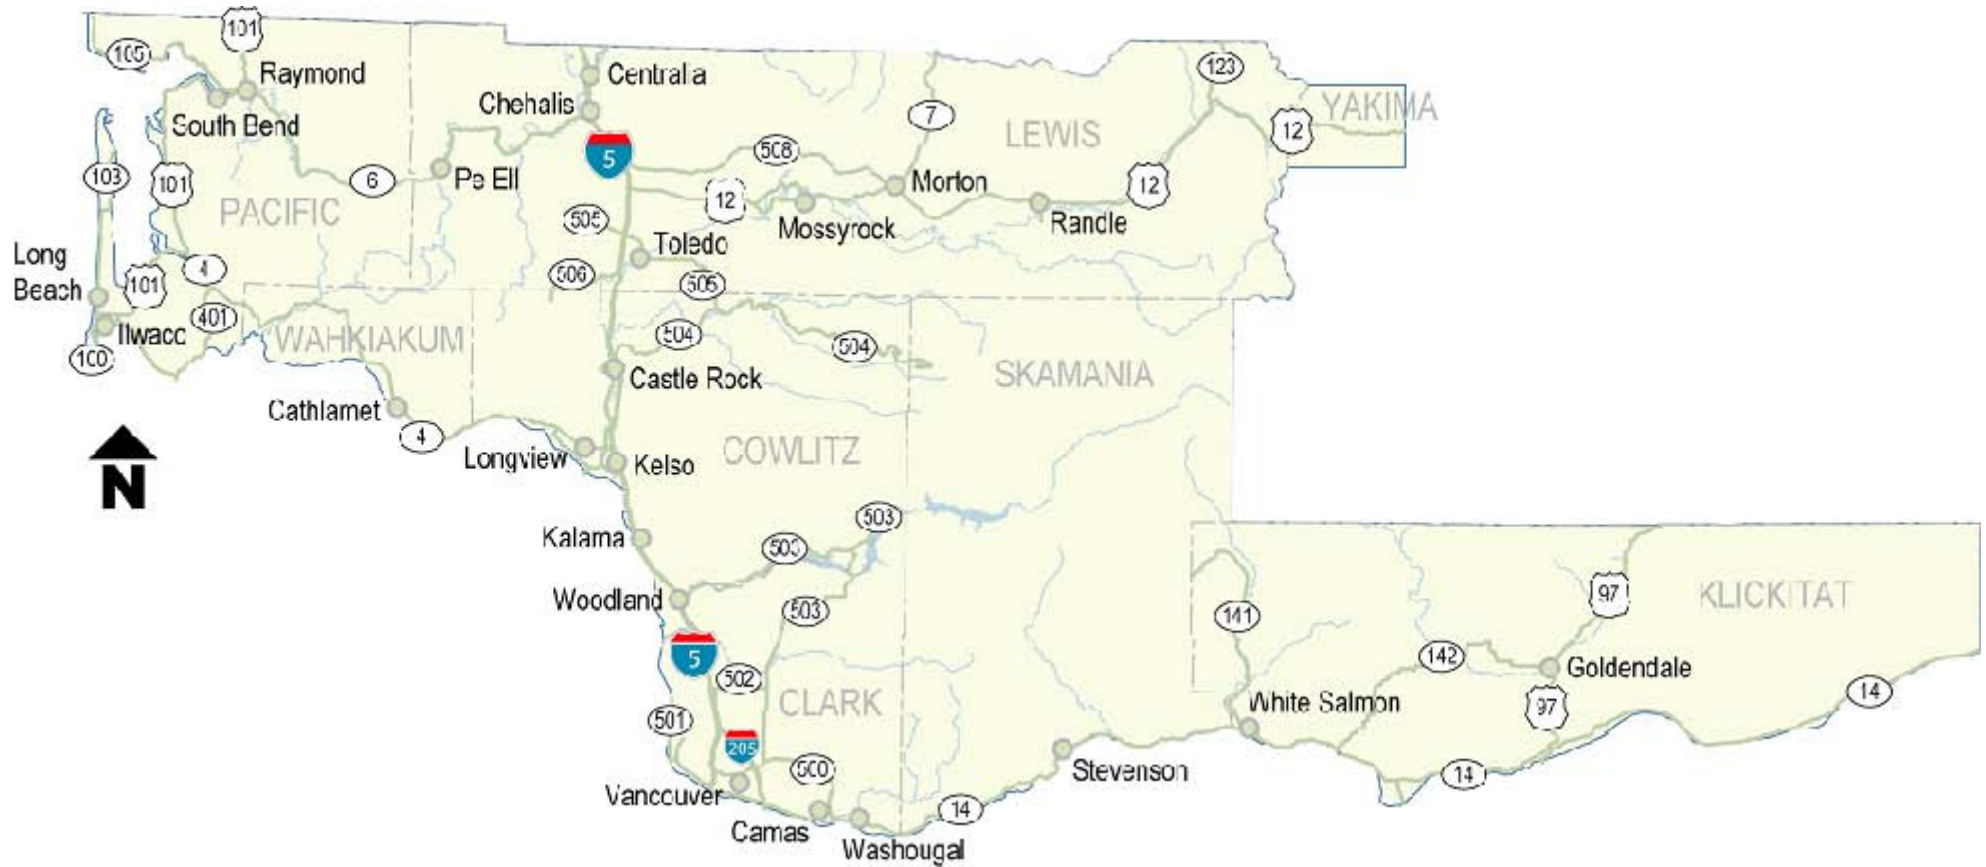 101
105
Raymond
Centralia
123
Chehalis
7
YAKIMA
South Bend
LEWIS
12
5
508
103
101
6
Pe Ell
Morton
12
12
PACIFIC
505
Mossyrock
Randle
Toledo
Long
Beach
4
506
101
505
401
Ilwaco
WAHKIAKUM
504
504
100
Castle Rock
SKAMANIA
Cathlamet
4
COWLITZ
Longview
Kelso
N
503
Kalama
503
Woodland
503
97
KLICKITAT
141
5
142
Goldendale
502
CLARK
White Salmon
14
501
97
205
500
Stevenson
14
Vancouver
14
Camas
Washougal